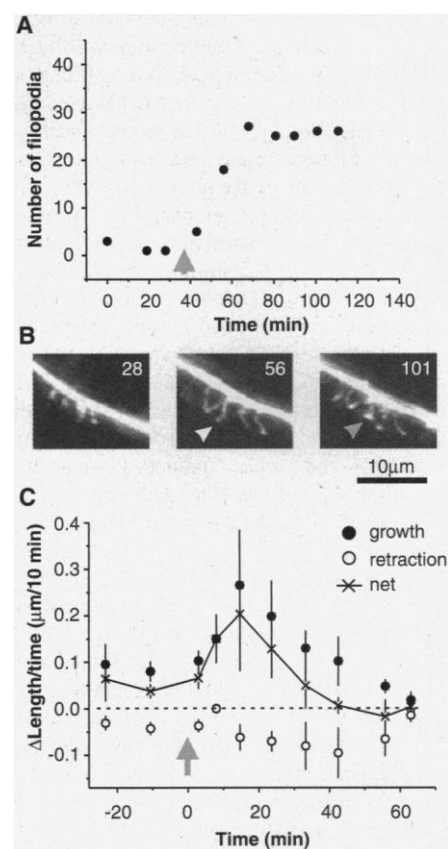 A
Number of filopodia
40
30
20
10
0
0 20 40 60 80 100 120 140
Time (min)
B
28
56
101
10µm
C
ΔLength/time (µm/10 min)
0.4
0.3
0.2
0.1
0.0
-0.1
growth
retraction
net
-20 0 20 40 60
Time (min)